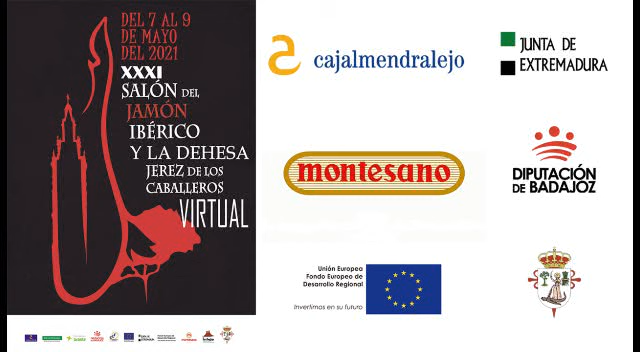 DEL 7 AL 9
DE MAYO
DEL 2021
XXXI
SALÓN DEL
JAMÓN
IBÉRICO
Y LA DEHESA
JEREZ DE LOS
CABALLEROS
VIRTUAL
cajalmendralejo
JUNTA DE
EXTREMADURA
montesano
DIPUTACIÓN
DE BADAJOZ
Unión Europea
Fondo Europeo de
Desarrollo Regional
Invertimos en su futuro